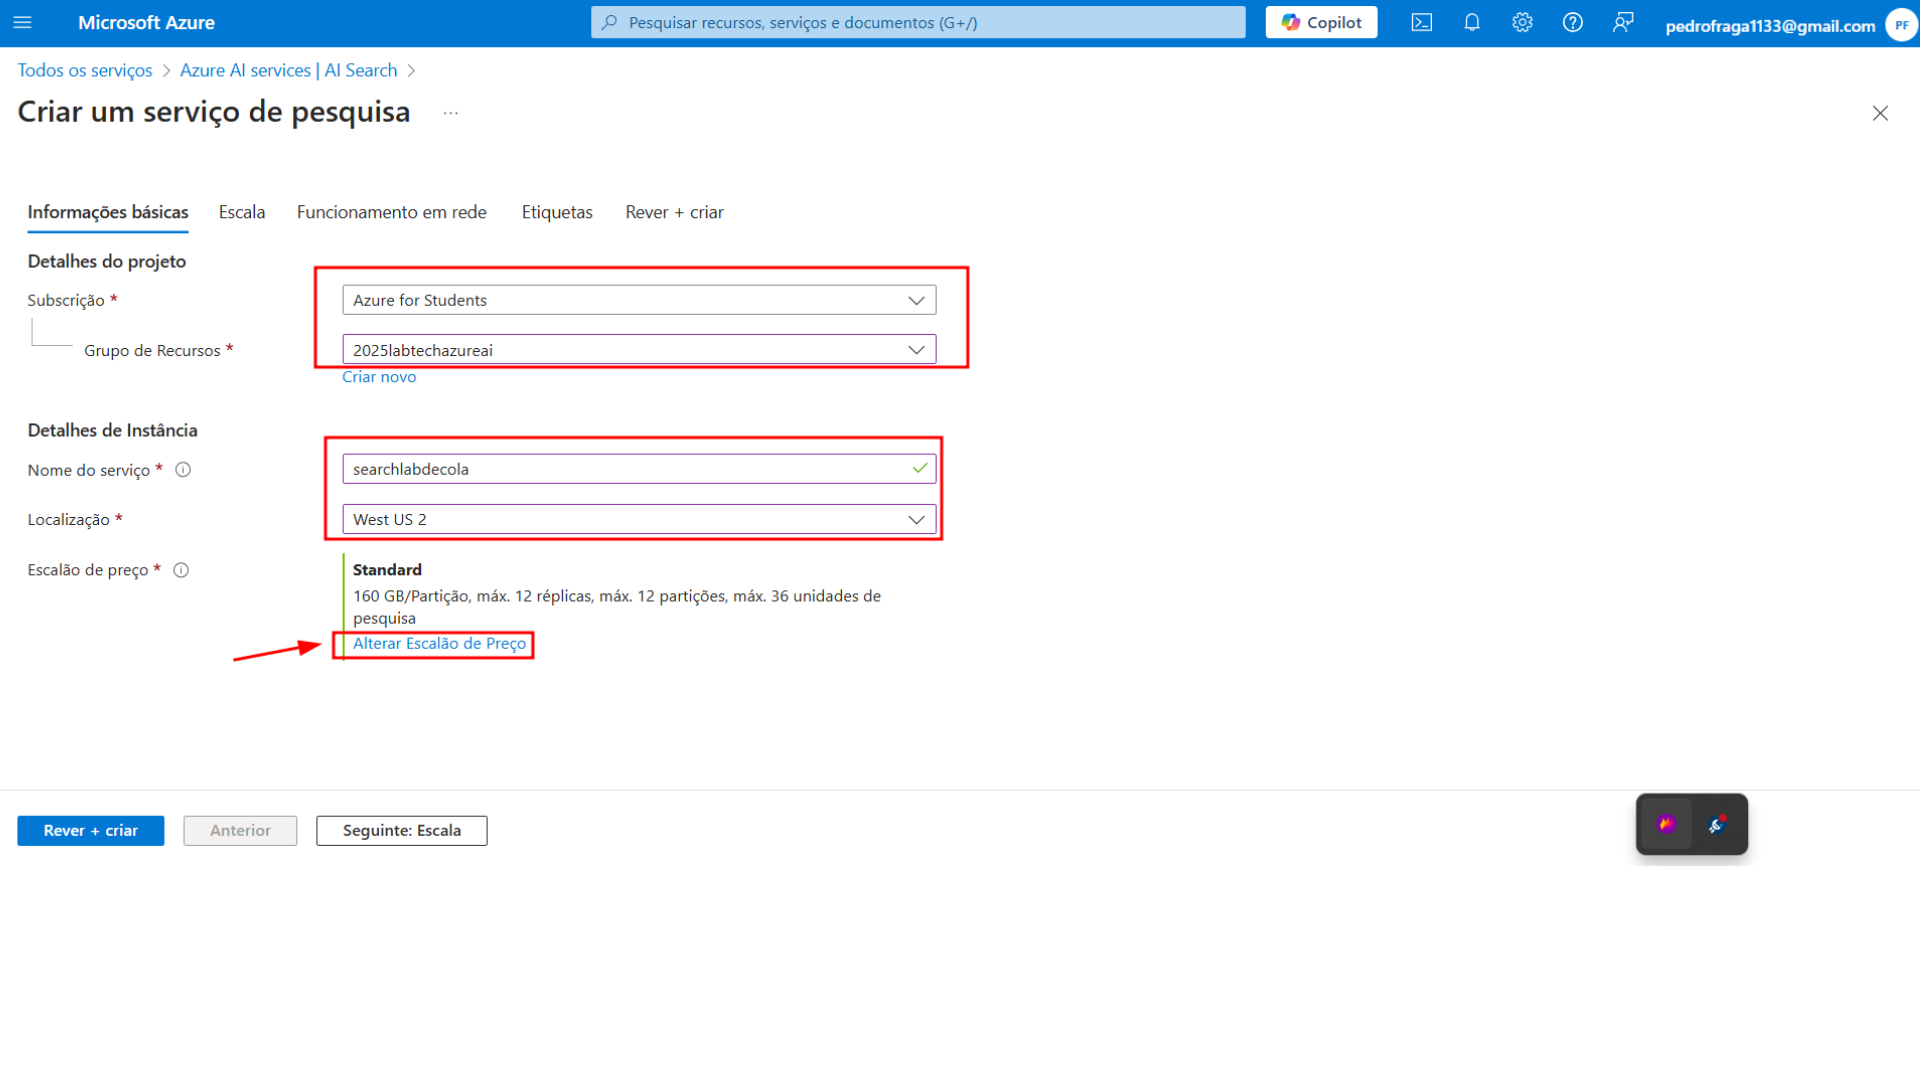 Microsoft Azure
Pesquisar recursos, serviços e documentos (G+/)
Copilot
pedrofraga1133@gmail.com
PF
Todos os serviços > Azure AI services | AI Search >
Criar um serviço de pesquisa ...
Informações básicas Escala Funcionamento em rede Etiquetas Rever + criar
Detalhes do projeto
Subscrição *
Azure for Students
Grupo de Recursos *
2025labtechazureai
Criar novo
Detalhes de Instância
Nome do serviço *
searchlabdecola
Localização *
West US 2
Escalão de preço *
Standard
160 GB/Partição, máx. 12 réplicas, máx. 12 partições, máx. 36 unidades de
pesquisa
Alterar Escalão de Preço
Rever + criar
Anterior
Seguinte: Escala